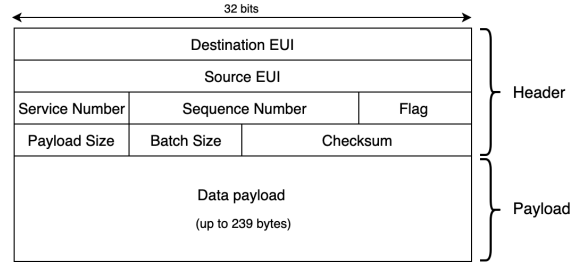 32 bits
Destination EUI
Source EUI
Service Number Sequence Number Flag
Header
Payload Size Batch Size Checksum
Data payload
(up to 239 bytes)
Payload